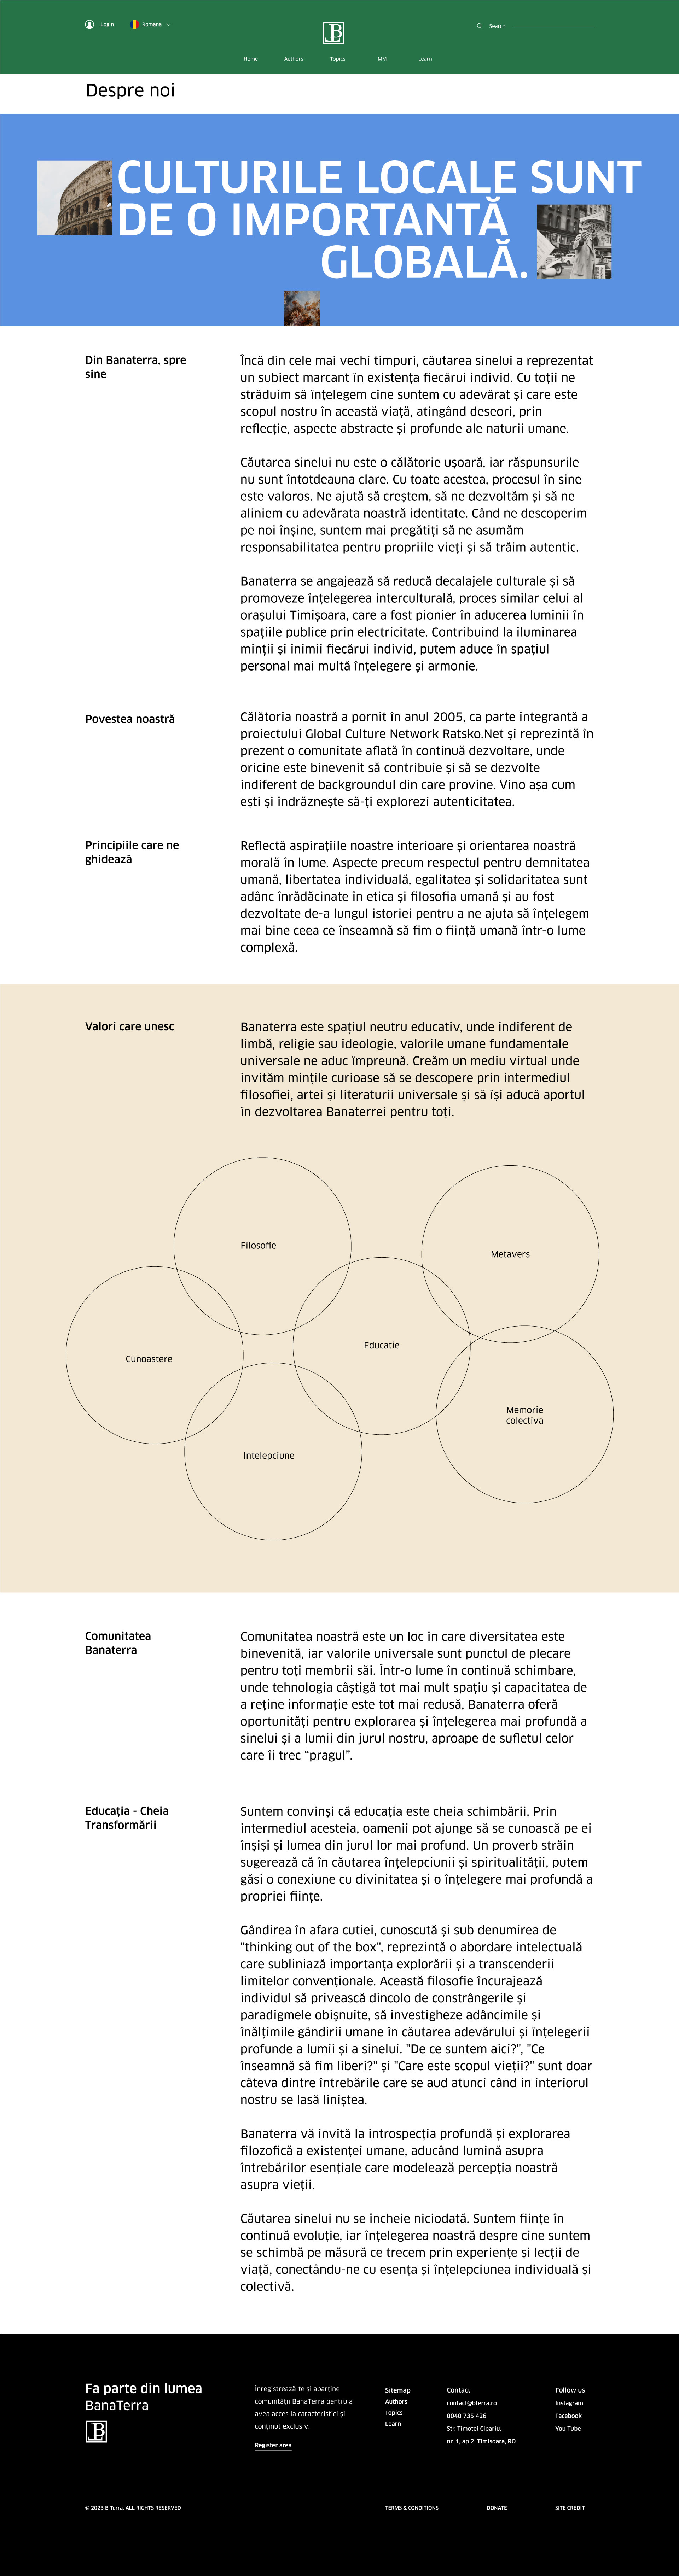 Login
Romana
Search
Home
Authors
Topics
MM
Learn
Despre noi
CULTURILE LOCALE SUNT
DE O IMPORTANTĂ
GLOBALĂ.
Din Banaterra, spre
sine
Încă din cele mai vechi timpuri, căutarea sinelui a reprezentat
un subiect marcant în existența fiecărui individ. Cu toții ne
străduim să înțelegem cine suntem cu adevărat și care este
scopul nostru în această viață, atingând deseori, prin
reflecție, aspecte abstracte și profunde ale naturii umane.
Căutarea sinelui nu este o călătorie ușoară, iar răspunsurile
nu sunt întotdeauna clare. Cu toate acestea, procesul în sine
este valoros. Ne ajută să creștem, să ne dezvoltăm și să ne
aliniem cu adevărata noastră identitate. Când ne descoperim
pe noi înșine, suntem mai pregătiți să ne asumăm
responsabilitatea pentru propriile vieți și să trăim autentic.
Banaterra se angajează să reducă decalajele culturale și să
promoveze înțelegerea interculturală, proces similar celui al
orașului Timișoara, care a fost pionier în aducerea luminii în
spațiile publice prin electricitate. Contribuind la iluminarea
minții și inimii fiecărui individ, putem aduce în spațiul
personal mai multă înțelegere și armonie.
Povestea noastră
Călătoria noastră a pornit în anul 2005, ca parte integrantă a
proiectului Global Culture Network Ratsko.Net și reprezintă în
prezent o comunitate aflată în continuă dezvoltare, unde
oricine este binevenit să contribuie și să se dezvolte
indiferent de backgroundul din care provine. Vino așa cum
ești și îndrăznește să-ți explorezi autenticitatea.
Principiile care ne
ghidează
Reflectă aspirațiile noastre interioare și orientarea noastră
morală în lume. Aspecte precum respectul pentru demnitatea
umană, libertatea individuală, egalitatea și solidaritatea sunt
adânc înrădăcinate în etica și filosofia umană și au fost
dezvoltate de-a lungul istoriei pentru a ne ajuta să înțelegem
mai bine ceea ce înseamnă să fim o ființă umană într-o lume
complexă.
Valori care unesc
Banaterra este spațiul neutru educativ, unde indiferent de
limbă, religie sau ideologie, valorile umane fundamentale
universale ne aduc împreună. Creăm un mediu virtual unde
invităm mințile curioase să se descopere prin intermediul
filosofiei, artei și literaturii universale și să își aducă aportul
în dezvoltarea Banaterrei pentru toți.
Filosofie
Metavers
Educatie
Cunoastere
Memorie
colectiva
Intelepciune
Comunitatea
Banaterra
Comunitatea noastră este un loc în care diversitatea este
binevenită, iar valorile universale sunt punctul de plecare
pentru toți membrii săi. Într-o lume în continuă schimbare,
unde tehnologia câștigă tot mai mult spațiu și capacitatea de
a reține informație este tot mai redusă, Banaterra oferă
oportunități pentru explorarea și înțelegerea mai profundă a
sinelui și a lumii din jurul nostru, aproape de sufletul celor
care îi trec “pragul”.
Educația - Cheia
Transformării
Suntem convinși că educația este cheia schimbării. Prin
intermediul acesteia, oamenii pot ajunge să se cunoască pe ei
înșiși și lumea din jurul lor mai profund. Un proverb străin
sugerează că în căutarea înțelepciunii și spiritualității, putem
găsi o conexiune cu divinitatea și o înțelegere mai profundă a
propriei ființe.
Gândirea în afara cutiei, cunoscută și sub denumirea de
"thinking out of the box", reprezintă o abordare intelectuală
care subliniază importanța explorării și a transcenderii
limitelor convenționale. Această filosofie încurajează
individul să privească dincolo de constrângerile și
paradigmele obișnuite, să investigheze adâncimile și
înălțimile gândirii umane în căutarea adevărului și înțelegerii
profunde a lumii și a sinelui. "De ce suntem aici?", "Ce
înseamnă să fim liberi?" și "Care este scopul vieții?" sunt doar
câteva dintre întrebările care se aud atunci când in interiorul
nostru se lasă liniștea.
Banaterra vă invită la introspecția profundă și explorarea
filozofică a existenței umane, aducând lumină asupra
întrebărilor esențiale care modelează percepția noastră
asupra vieții.
Căutarea sinelui nu se încheie niciodată. Suntem ființe în
continuă evoluție, iar înțelegerea noastră despre cine suntem
se schimbă pe măsură ce trecem prin experiențe și lecții de
viață, conectându-ne cu esența și înțelepciunea individuală și
colectivă.
Fa parte din lumea
BanaTerra
Înregistrează-te și aparține
comunității BanaTerra pentru a
avea acces la caracteristici și
conținut exclusiv.
Register area
Sitemap
Authors
Topics
Learn
Contact
contact@bterra.ro
0040 735 426
Str. Timotei Cipariu,
nr. 1, ap 2, Timisoara, RO
Follow us
Instagram
Facebook
You Tube
© 2023 B-Terra. ALL RIGHTS RESERVED
TERMS & CONDITIONS
DONATE
SITE CREDIT